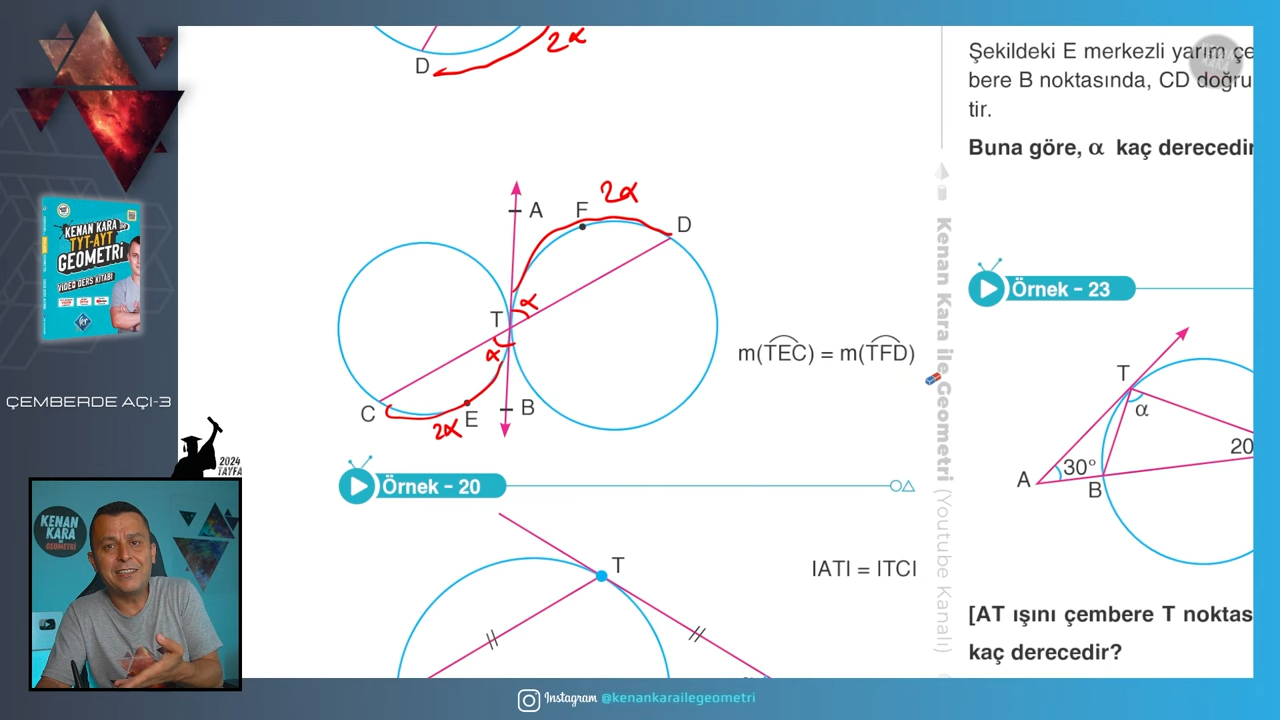 D
2α
Şekildeki E merkezli yarım çe
bere B noktasında, CD doğru
tir.
Buna göre, α kaç derecedir
KENAN KARA
TYT-AYT
GEOMETRİ
VİDEO DERS KİTABI
ÇEMBERDE AÇI-3
2024
TAYFA
KENAN
KARA
GEOMETRİ
2α
A
F
D
α
T
α
C
E
B
2α
m(TEC) = m(TFD)
Örnek - 20
T
IATI = ITCI
Kenan Kara ile Geometri (Youtube Kanalı)
Örnek - 23
T
α
20
30°
A
B
[AT ışını çembere T noktas
kaç derecedir?
Instagram @kenankarailegeometri